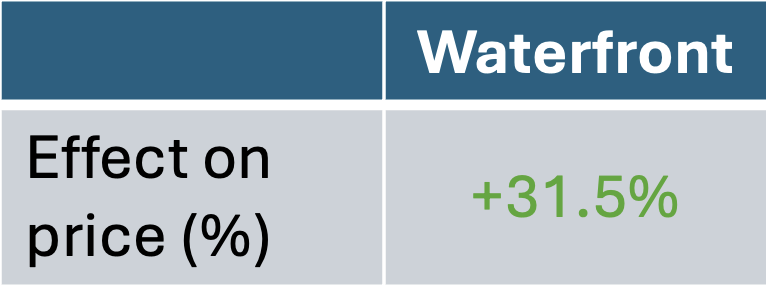 Waterfront
Effect on
price (%)
+31.5%